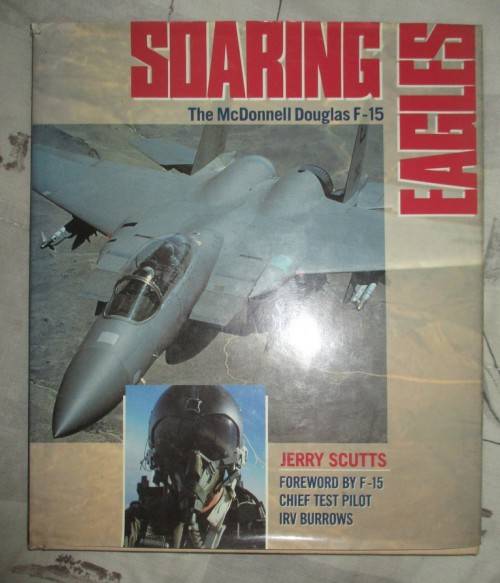 SOARING
EAGLES
The McDonnell Douglas F-15
JERRY SCUTTS
FOREWORD BY F-15
CHIEF TEST PILOT
IRV BURROWS